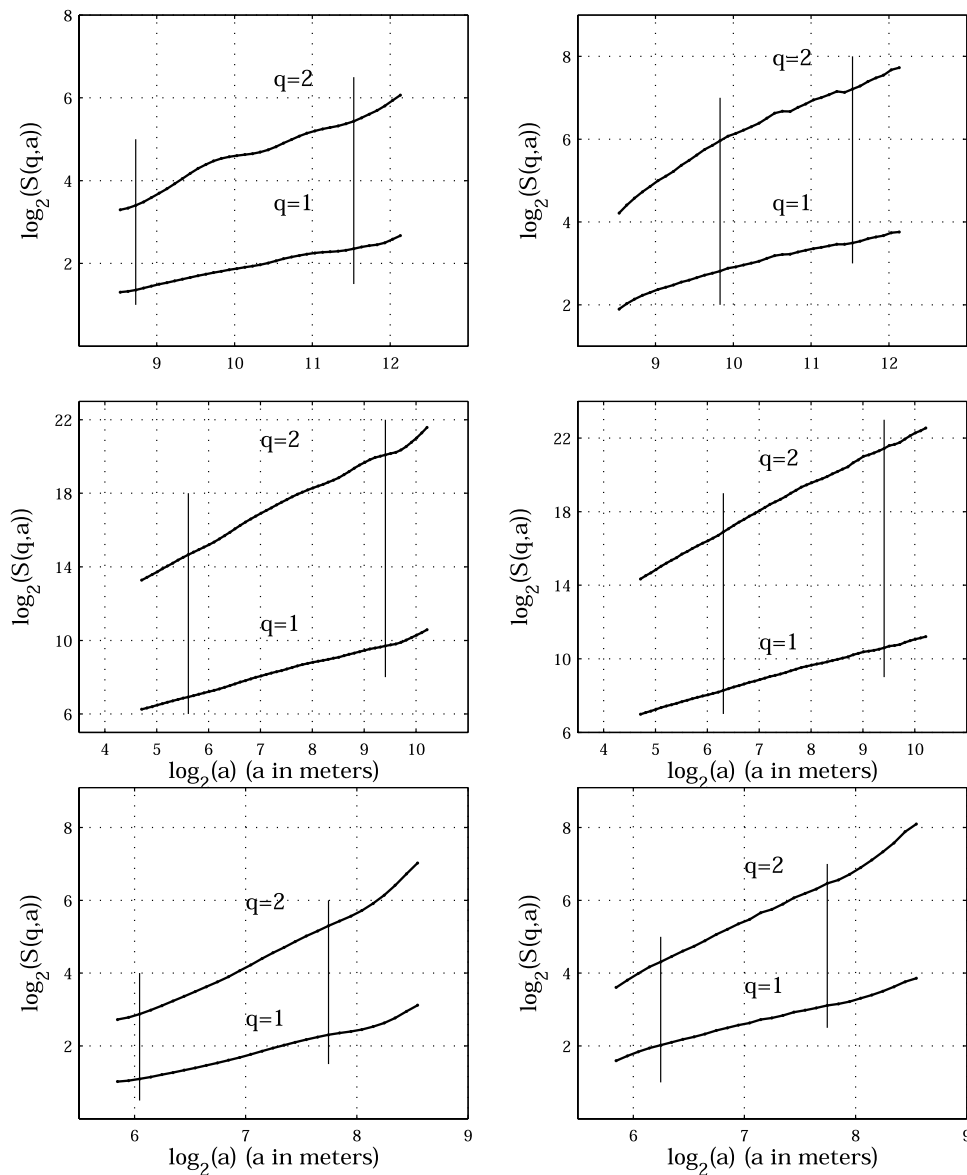 8
6
4
2
log2(S(q,a))
q=2
q=1
9 10 11 12
8
6
4
2
log2(S(q,a))
q=2
q=1
9 10 11 12
22
18
14
10
6
log2(S(q,a))
q=2
q=1
4 5 6 7 8 9 10
log2(a) (a in meters)
22
18
14
10
6
log2(S(q,a))
q=2
q=1
4 5 6 7 8 9 10
log2(a) (a in meters)
8
6
4
2
log2(S(q,a))
q=2
q=1
6 7 8 9
log2(a) (a in meters)
8
6
4
2
log2(S(q,a))
q=2
q=1
6 7 8 9
log2(a) (a in meters)